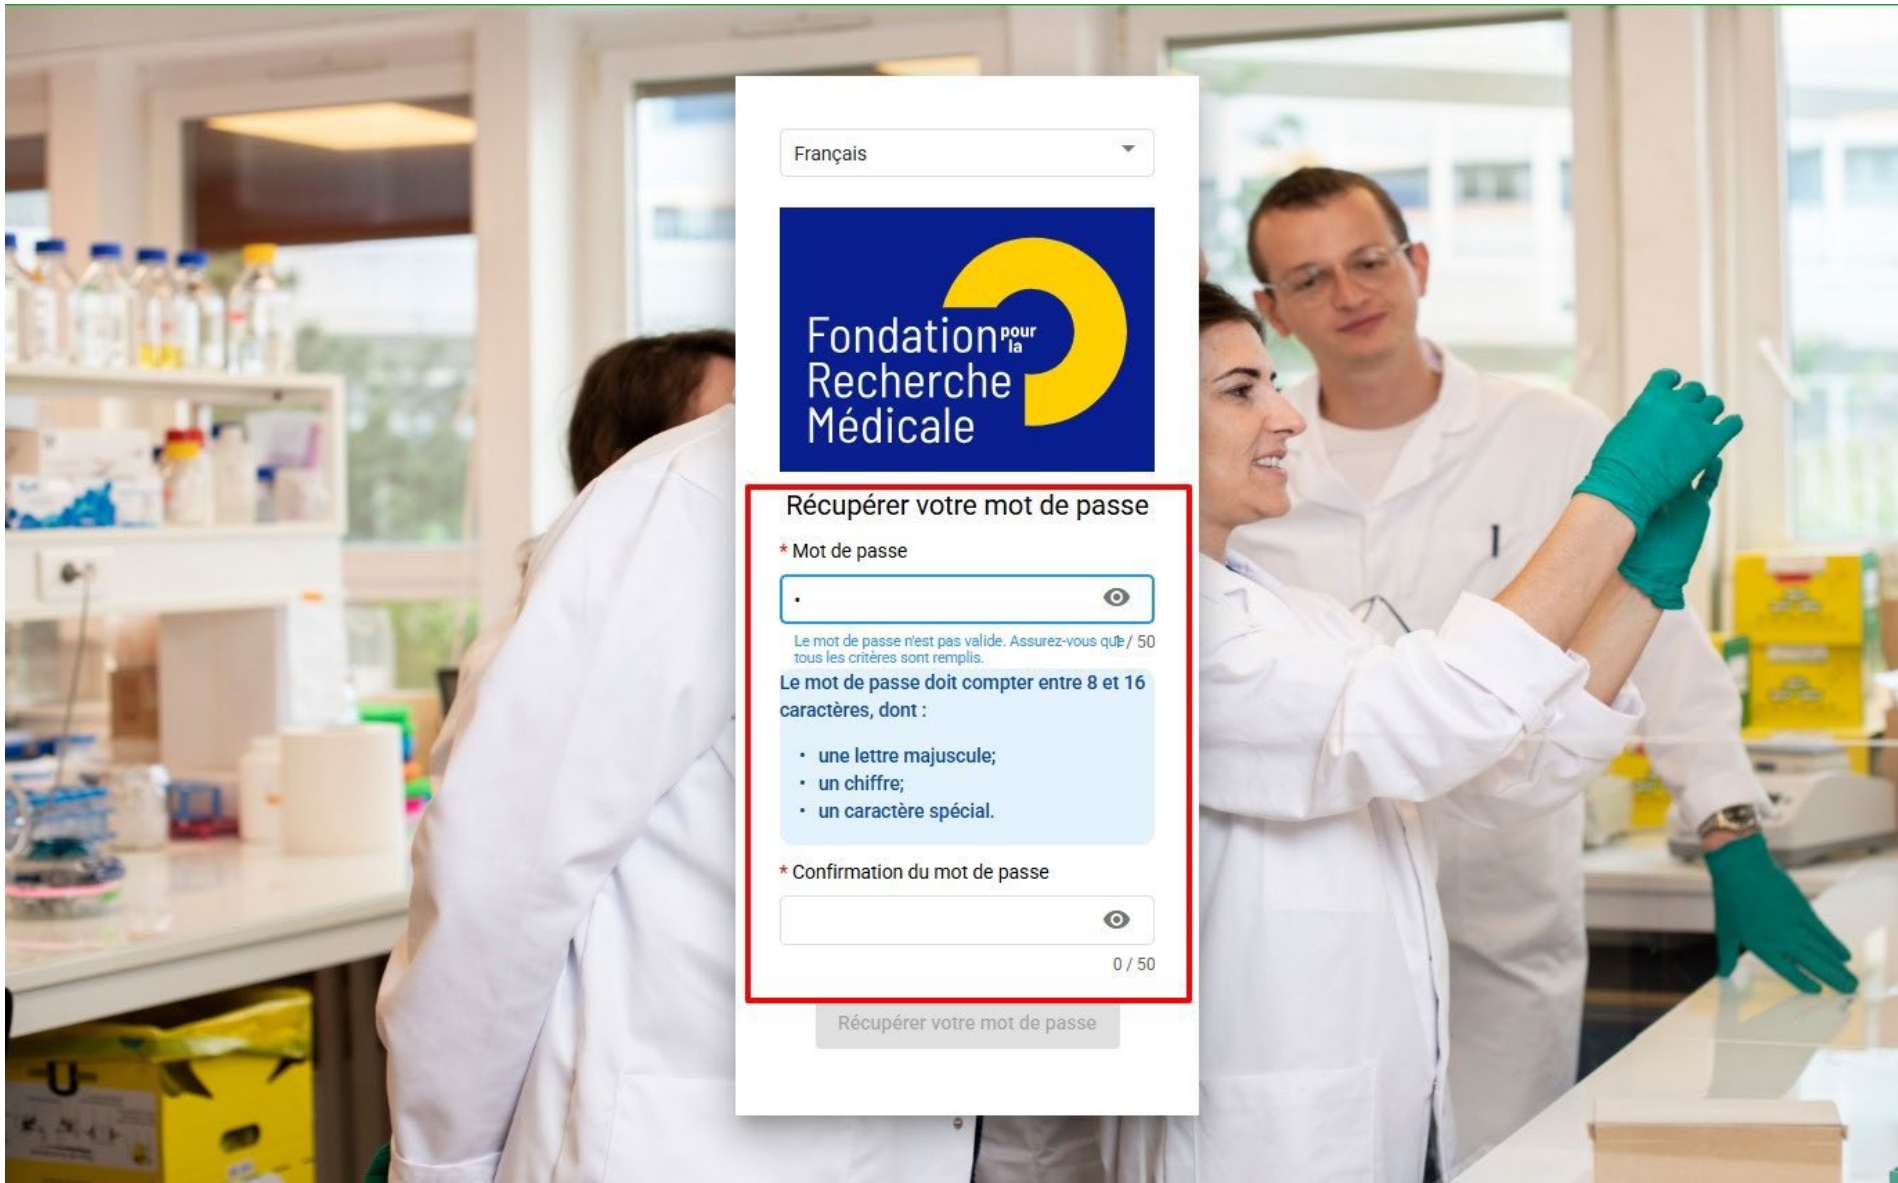 Français
Fondation pour la
Recherche
Médicale
Récupérer votre mot de passe
* Mot de passe
Le mot de passe n'est pas valide. Assurez-vous que 1 / 50
tous les critères sont remplis.
Le mot de passe doit compter entre 8 et 16
caractères, dont :
• une lettre majuscule;
• un chiffre;
• un caractère spécial.
* Confirmation du mot de passe
0 / 50
Récupérer votre mot de passe